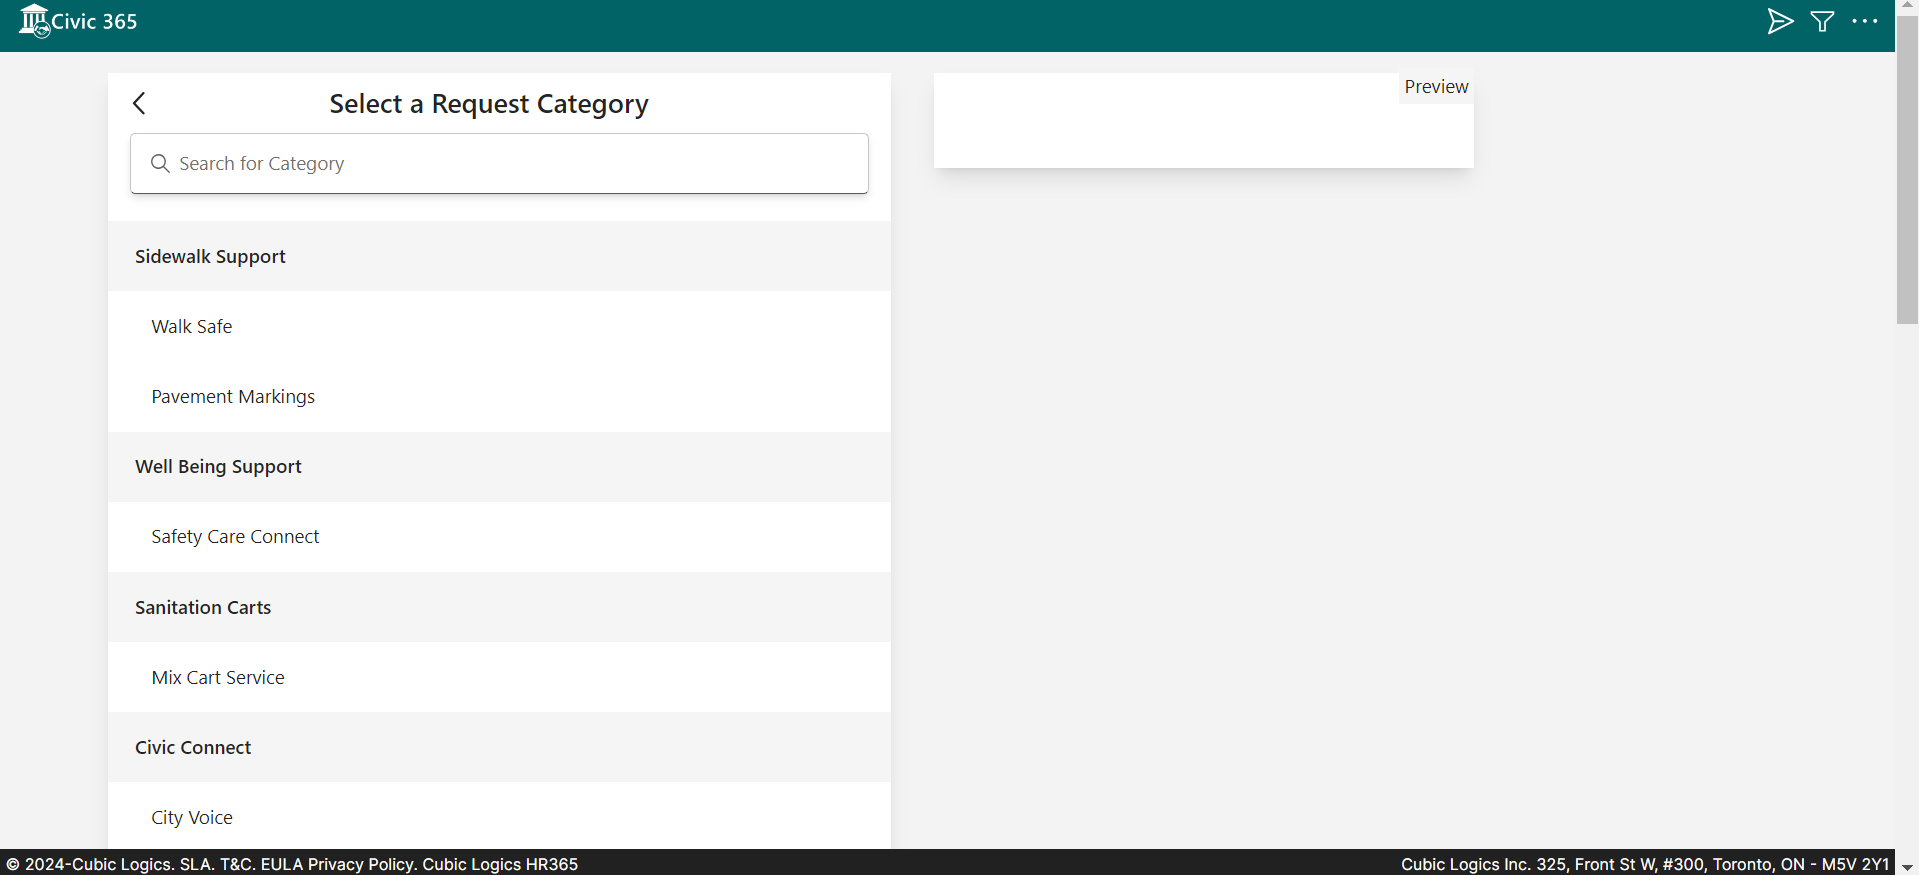 Civic 365
Select a Request Category
Preview
Search for Category
Sidewalk Support
Walk Safe
Pavement Markings
Well Being Support
Safety Care Connect
Sanitation Carts
Mix Cart Service
Civic Connect
City Voice
© 2024-Cubic Logics. SLA. T&C. EULA Privacy Policy. Cubic Logics HR365
Cubic Logics Inc. 325, Front St W, #300, Toronto, ON - M5V 2Y1